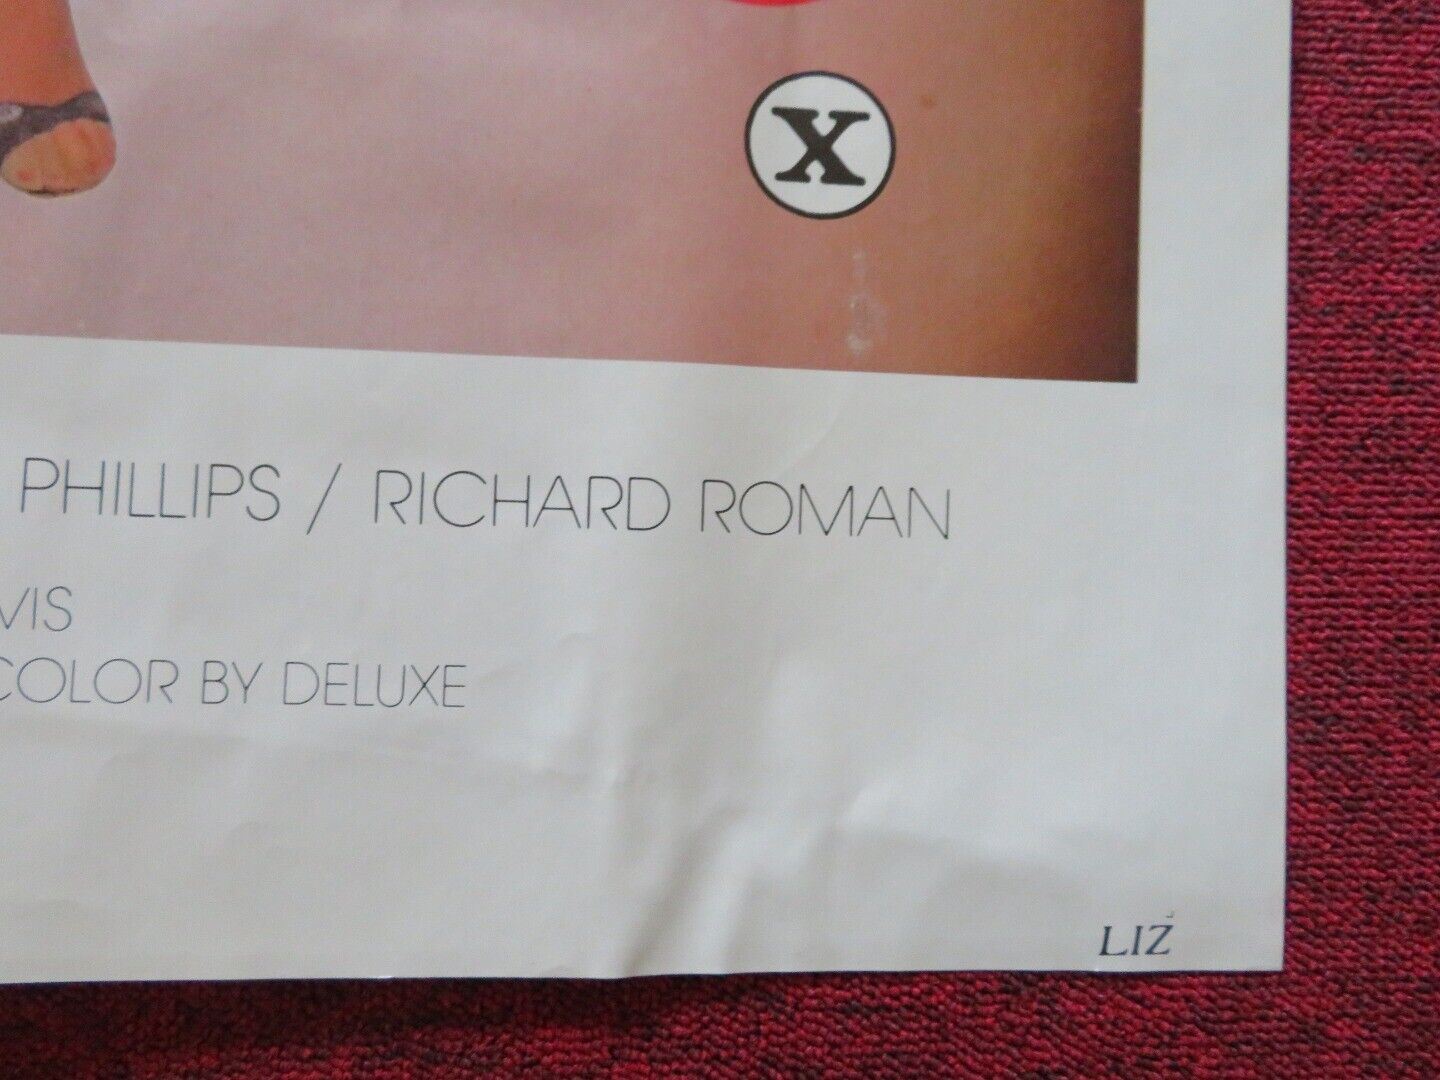 X
PHILLIPS / RICHARD ROMAN
VIS
COLOR BY DELUXE
LIZ